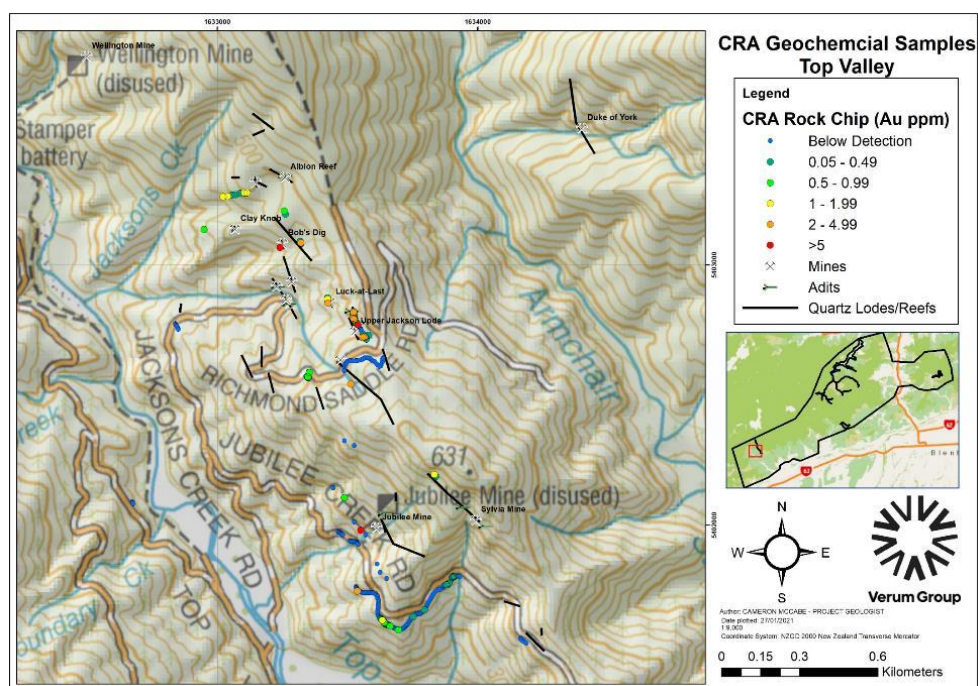 1633000
1634000
Wellington Mine
Wellington Mine
(disused)
Stamper
battery
Jacksons Ck
Duke of York
Albion Reef
Clay Knob
Bob's Dig
5403000
Luck-at-Last
Upper Jackson Lode
Armchair
RICHMOND SADDLE RD
JACKSONS CREEK RD
JUBILEE CREEK RD
631
Jubilee Mine (disused)
Jubilee Mine
Sylvia Mine
5402000
TOP
Top
Ck
CRA Geochemcial Samples
Top Valley
Legend
CRA Rock Chip (Au ppm)
Below Detection
0.05 - 0.49
0.5 - 0.99
1 - 1.99
2 - 4.99
>5
Mines
Adits
Quartz Lodes/Reefs
62
62
N
W E
S
Verum Group
Author: CAMERON MCCABE - PROJECT GEOLOGIST
Date plotted: 27/01/2021
Coordinate System: NZGD 2000 New Zealand Transverse Mercator
0 0.15 0.3 0.6
Kilometers